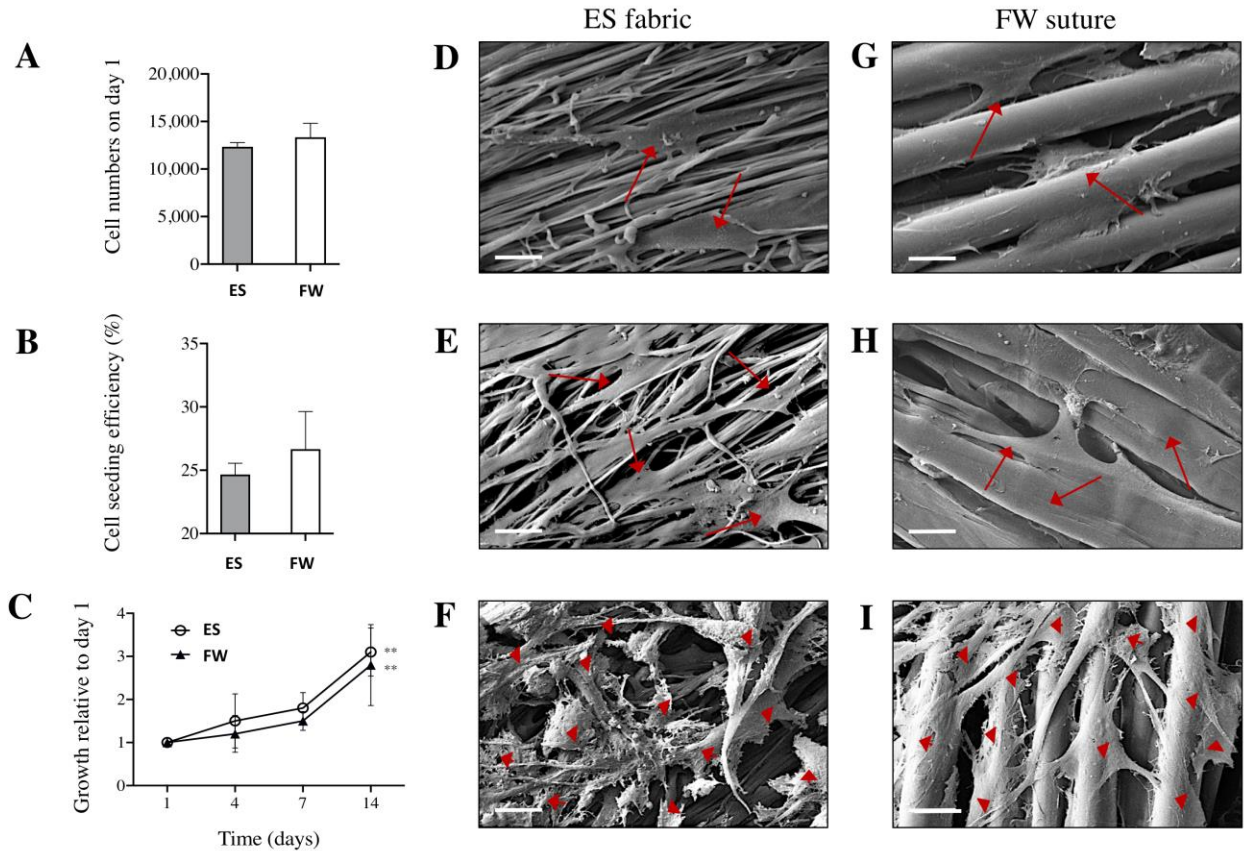 ES fabric
FW suture
A
Cell numbers on day 1
20,000
15,000
10,000
5,000
0
ES
FW
B
Cell seeding efficiency (%)
35
30
25
20
ES
FW
C
Growth relative to day 1
4
3
2
1
0
ES
FW
**
**
1
4
7
14
Time (days)
D
E
F
G
H
I